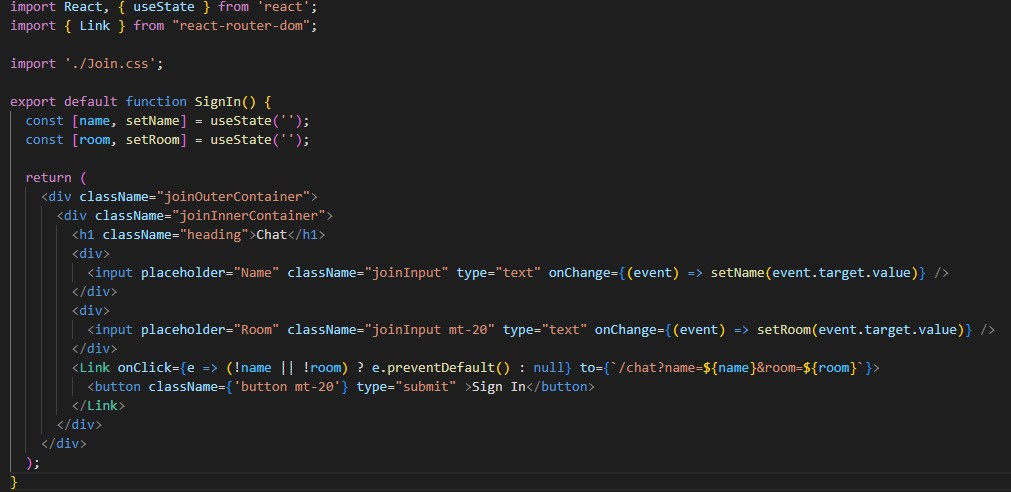 import React, { useState } from 'react';
import { Link } from "react-router-dom";

import './Join.css';

export default function SignIn() {
  const [name, setName] = useState('');
  const [room, setRoom] = useState('');

  return (
    <div className="joinOuterContainer">
      <div className="joinInnerContainer">
        <h1 className="heading">Chat</h1>
        <div>
          <input placeholder="Name" className="joinInput" type="text" onChange={(event) => setName(event.target.value)} />
        </div>
        <div>
          <input placeholder="Room" className="joinInput mt-20" type="text" onChange={(event) => setRoom(event.target.value)} />
        </div>
        <Link onClick={e => (!name || !room) ? e.preventDefault() : null} to={`/chat?name=${name}&room=${room}`}>
          <button className={'button mt-20'} type="submit" >Sign In</button>
        </Link>
      </div>
    </div>
  );
}